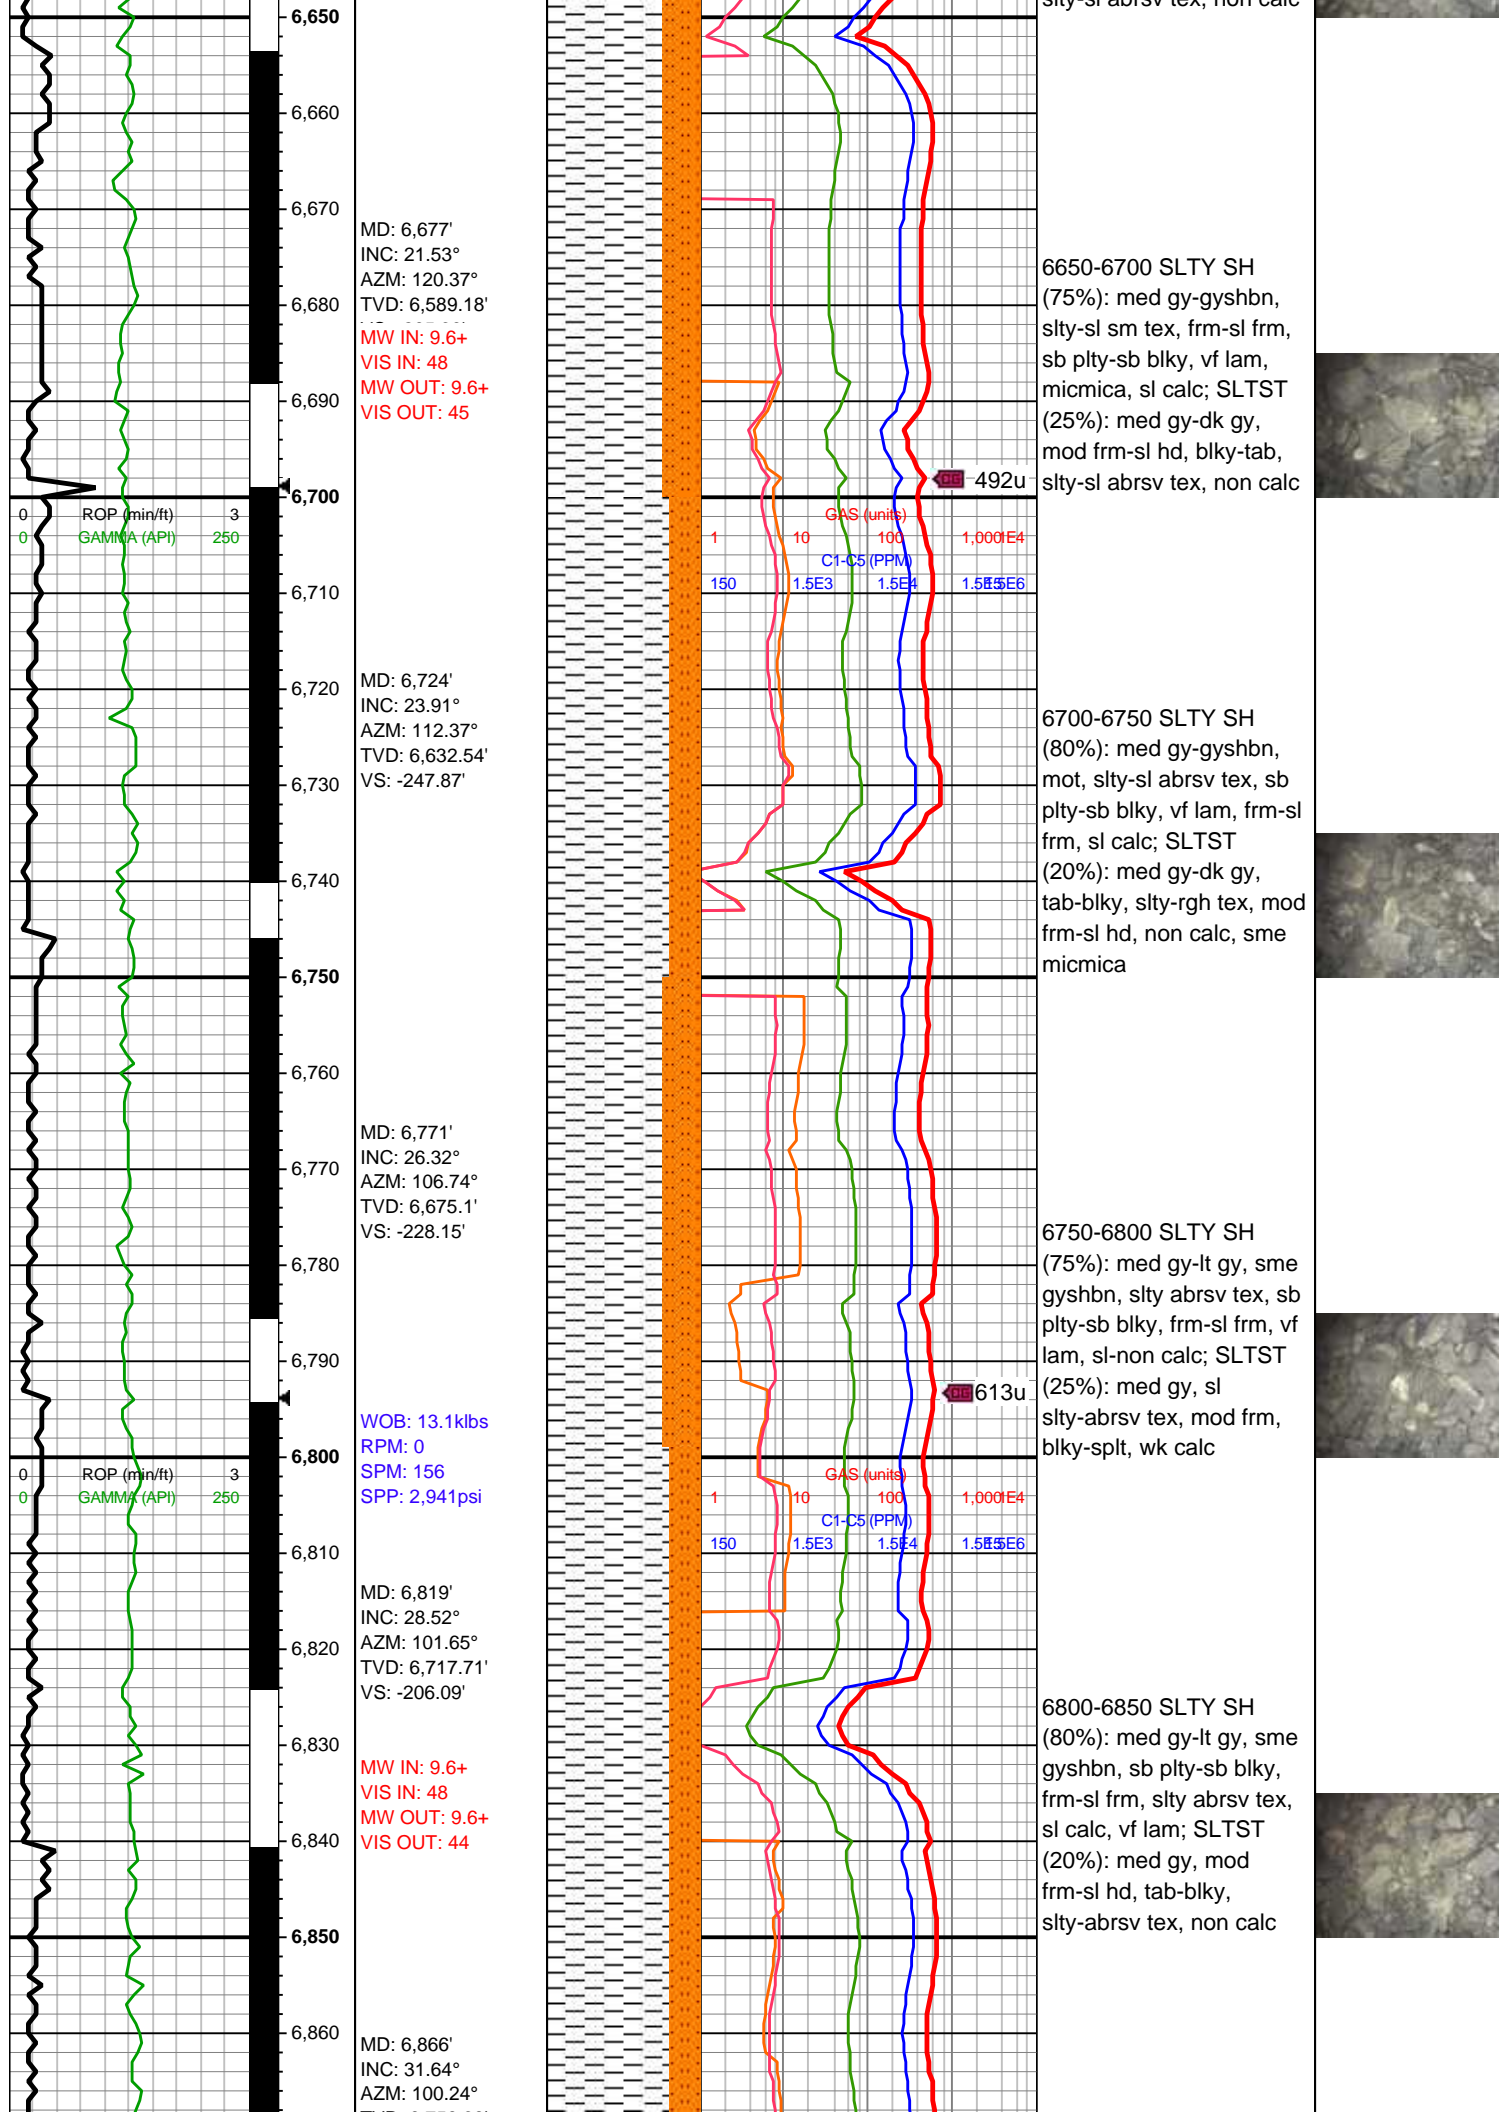 slty-sl abrsv tex, non calc
6,650
6,660
6,670
6,680
6,690
6,700
0 ROP (min/ft) 3
0 GAMMA (API) 250
6,710
6,720
6,730
6,740
6,750
6,760
6,770
6,780
6,790
6,800
0 ROP (min/ft) 3
0 GAMMA (API) 250
6,810
6,820
6,830
6,840
6,850
6,860
MD: 6,677'
INC: 21.53°
AZM: 120.37°
TVD: 6,589.18'
MW IN: 9.6+
VIS IN: 48
MW OUT: 9.6+
VIS OUT: 45
MD: 6,724'
INC: 23.91°
AZM: 112.37°
TVD: 6,632.54'
VS: -247.87'
MD: 6,771'
INC: 26.32°
AZM: 106.74°
TVD: 6,675.1'
VS: -228.15'
WOB: 13.1klbs
RPM: 0
SPM: 156
SPP: 2,941psi
MD: 6,819'
INC: 28.52°
AZM: 101.65°
TVD: 6,717.71'
VS: -206.09'
MW IN: 9.6+
VIS IN: 48
MW OUT: 9.6+
VIS OUT: 44
MD: 6,866'
INC: 31.64°
AZM: 100.24°
CG 492u
GAS (units)
1 10 100 1,000 1E4
C1-C5 (PPM)
150 1.5E3 1.5E4 1.5E5 1.5E6
CG 613u
GAS (units)
1 10 100 1,000 1E4
C1-C5 (PPM)
150 1.5E3 1.5E4 1.5E5 1.5E6
6650-6700 SLTY SH
(75%): med gy-gyshbn,
slty-sl sm tex, frm-sl frm,
sb plty-sb blky, vf lam,
micmica, sl calc; SLTST
(25%): med gy-dk gy,
mod frm-sl hd, blky-tab,
slty-sl abrsv tex, non calc
6700-6750 SLTY SH
(80%): med gy-gyshbn,
mot, slty-sl abrsv tex, sb
plty-sb blky, vf lam, frm-sl
frm, sl calc; SLTST
(20%): med gy-dk gy,
tab-blky, slty-rgh tex, mod
frm-sl hd, non calc, sme
micmica
6750-6800 SLTY SH
(75%): med gy-lt gy, sme
gyshbn, slty abrsv tex, sb
plty-sb blky, frm-sl frm, vf
lam, sl-non calc; SLTST
(25%): med gy, sl
slty-abrsv tex, mod frm,
blky-splt, wk calc
6800-6850 SLTY SH
(80%): med gy-lt gy, sme
gyshbn, sb plty-sb blky,
frm-sl frm, slty abrsv tex,
sl calc, vf lam; SLTST
(20%): med gy, mod
frm-sl hd, tab-blky,
slty-abrsv tex, non calc